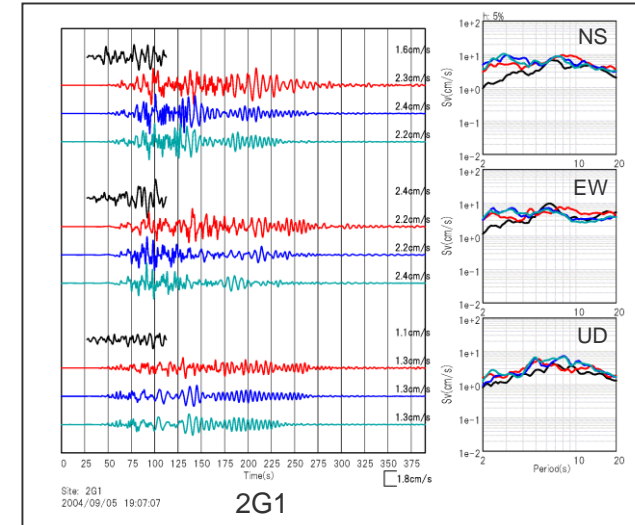 1.6cm/s
2.3cm/s
2.4cm/s
2.2cm/s
2.4cm/s
2.2cm/s
2.2cm/s
2.4cm/s
1.1cm/s
1.3cm/s
1.3cm/s
1.3cm/s
0 25 50 75 100 125 150 175 200 225 250 275 300 325 350 375
Time(s)
1.8cm/s
Site: 2G1
2004/09/05 19:07:07
2G1
h: 5%
NS
1e+2
1e+1
1e+0
1e-1
1e-2
Sv(cm/s)
2 10 20
EW
1e+2
1e+1
1e+0
1e-1
1e-2
Sv(cm/s)
2 10 20
UD
1e+2
1e+1
1e+0
1e-1
1e-2
Sv(cm/s)
2 10 20
Period(s)